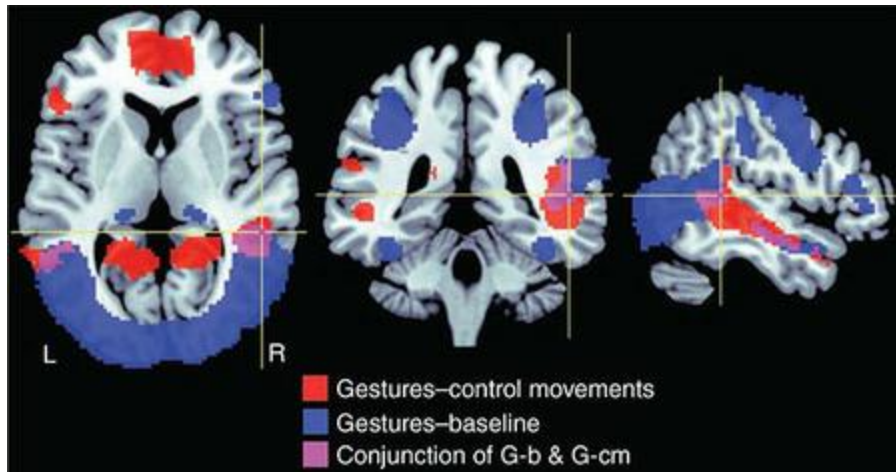 L
R
Gestures–control movements
Gestures–baseline
Conjunction of G-b & G-cm